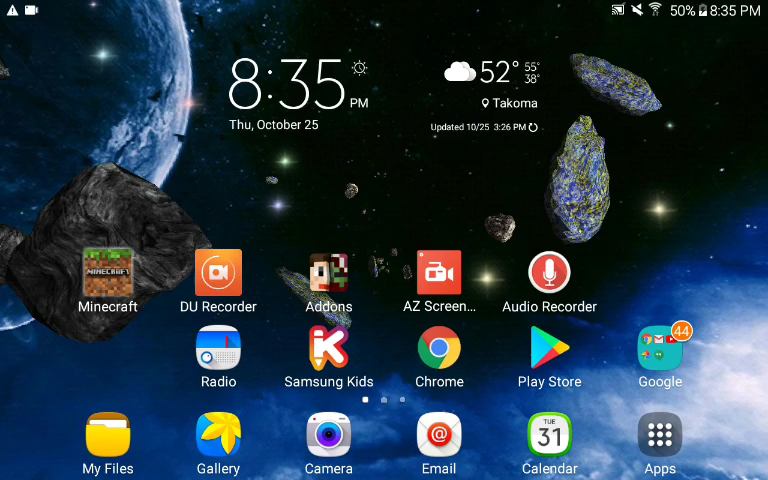 50% 8:35 PM
8:35 PM
Thu, October 25
52° 55° 38°
Takoma
Updated 10/25 3:26 PM
MINECRAFT
Minecraft
DU Recorder
Addons
AZ Screen...
Audio Recorder
44
Radio
Samsung Kids
Chrome
Play Store
Google
@
TUE
31
My Files
Gallery
Camera
Email
Calendar
Apps